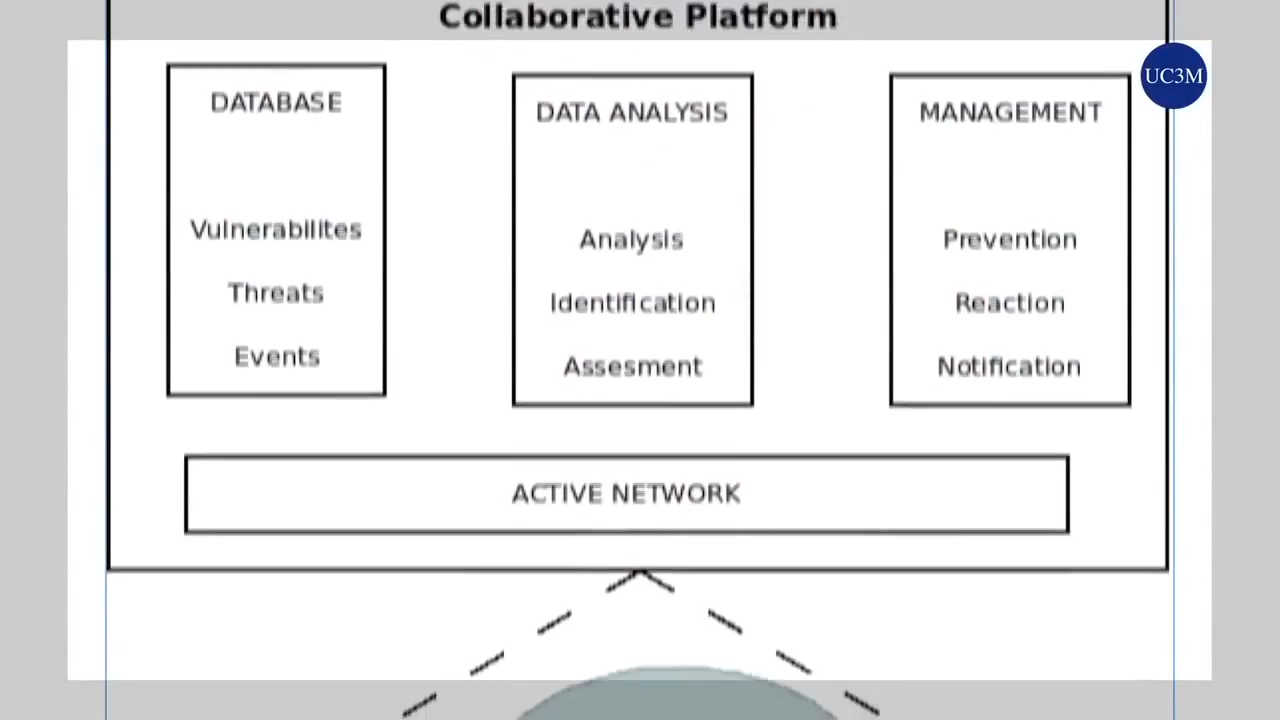 Collaborative Platform
UC3M
DATABASE
Vulnerabilites
Threats
Events
DATA ANALYSIS
Analysis
Identification
Assesment
MANAGEMENT
Prevention
Reaction
Notification
ACTIVE NETWORK